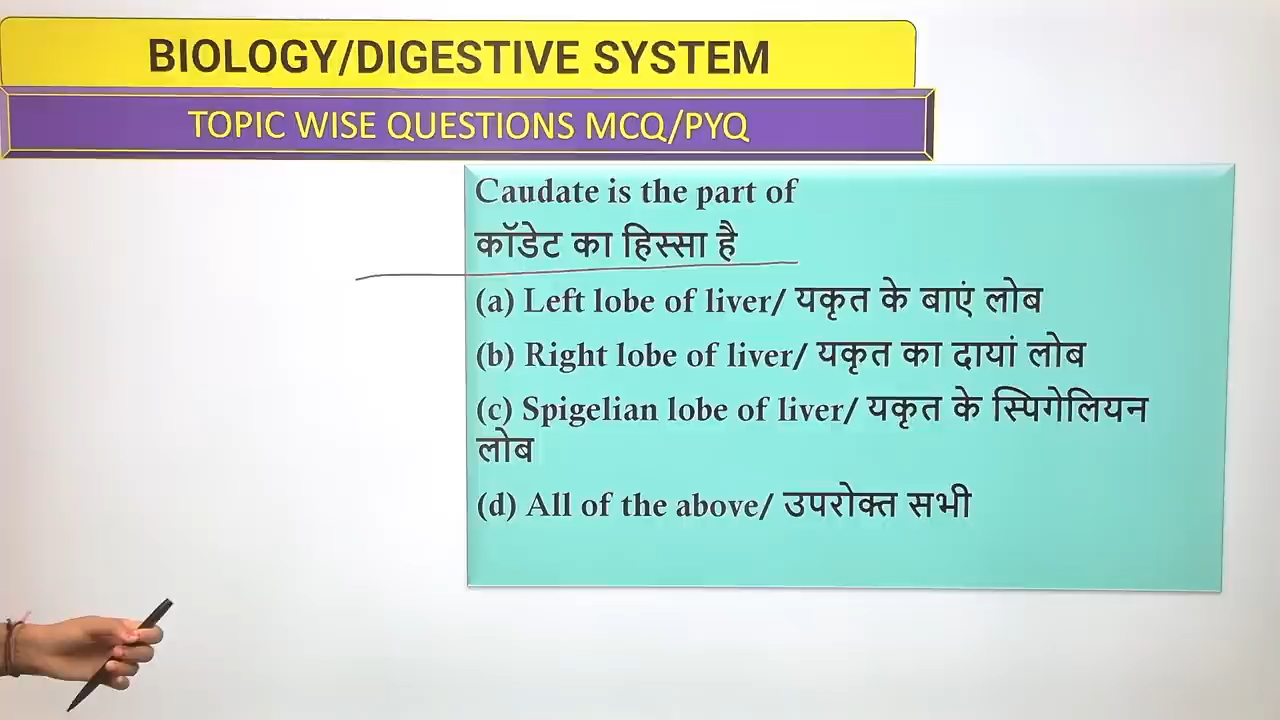 BIOLOGY/DIGESTIVE SYSTEM
TOPIC WISE QUESTIONS MCQ/PYQ
Caudate is the part of
कॉडेट का हिस्सा है
(a) Left lobe of liver/ यकृत के बाएं लोब
(b) Right lobe of liver/ यकृत का दायां लोब
(c) Spigelian lobe of liver/ यकृत के स्पिगेलियन
लोब
(d) All of the above/ उपरोक्त सभी